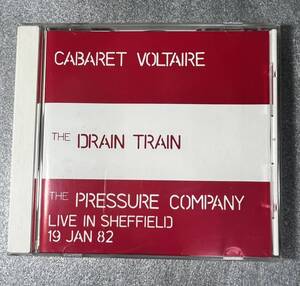 CABARET VOLTAIRE
THE DRAIN TRAIN
THE PRESSURE COMPANY
LIVE IN SHEFFIELD
19 JAN 82